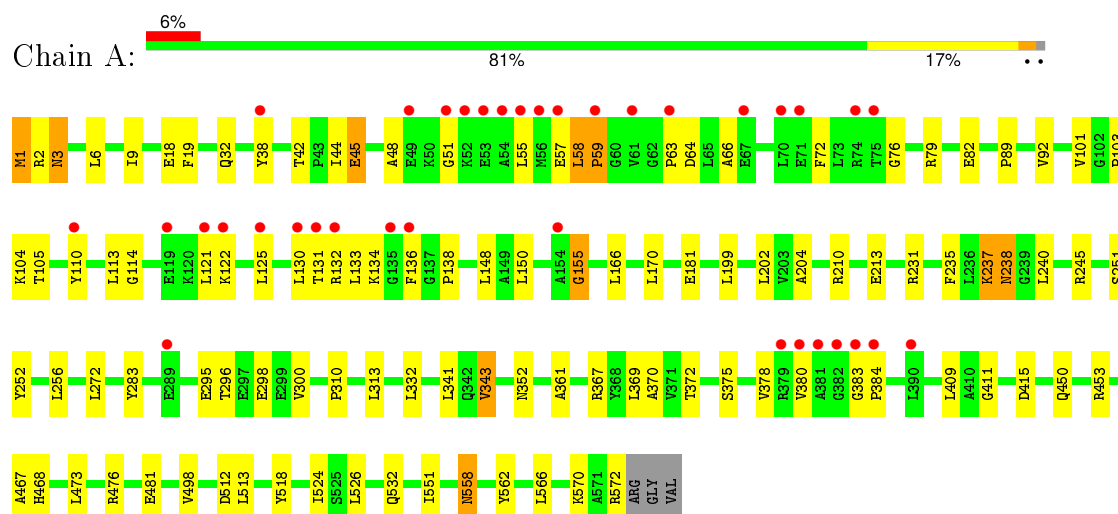 6%
Chain A:
81% 17% • •
M1 R2 N3 L6 I9 E18 F19 Q32 Y38 T42 P43 I44 E45 A48 E49 K50 G51 K52 E53 A54 L55 M56 E57 L58 P59 G60 V61 G62 P63 D64 L65 A66 E67 L70 E71 F72 L73 R74 T75 G76 R79 E82 P89 V92 V101 G102 P103
K104 T105 Y110 L113 G114 E119 K120 L121 K122 L125 L130 T131 R132 L133 K134 G135 F136 G137 P138 L148 A149 L150 A154 G155 L166 L170 E181 L199 L202 V203 A204 R210 E213 R231 F235 L236 K237 N238 G239 L240 R245 S251
Y252 L256 L272 Y283 E289 E295 T296 E297 E298 E299 V300 P310 L313 L332 L341 Q342 V343 N352 A361 R367 Y368 L369 A370 V371 T372 S375 V378 R379 V380 A381 G382 G383 P384 L390 L409 A410 G411 D415 Q450 R453
A467 H468 L473 R476 E481 V498 D512 L513 Y518 I524 S525 L526 Q532 I551 N558 Y562 L566 K570 A571 R572 ARG GLY VAL